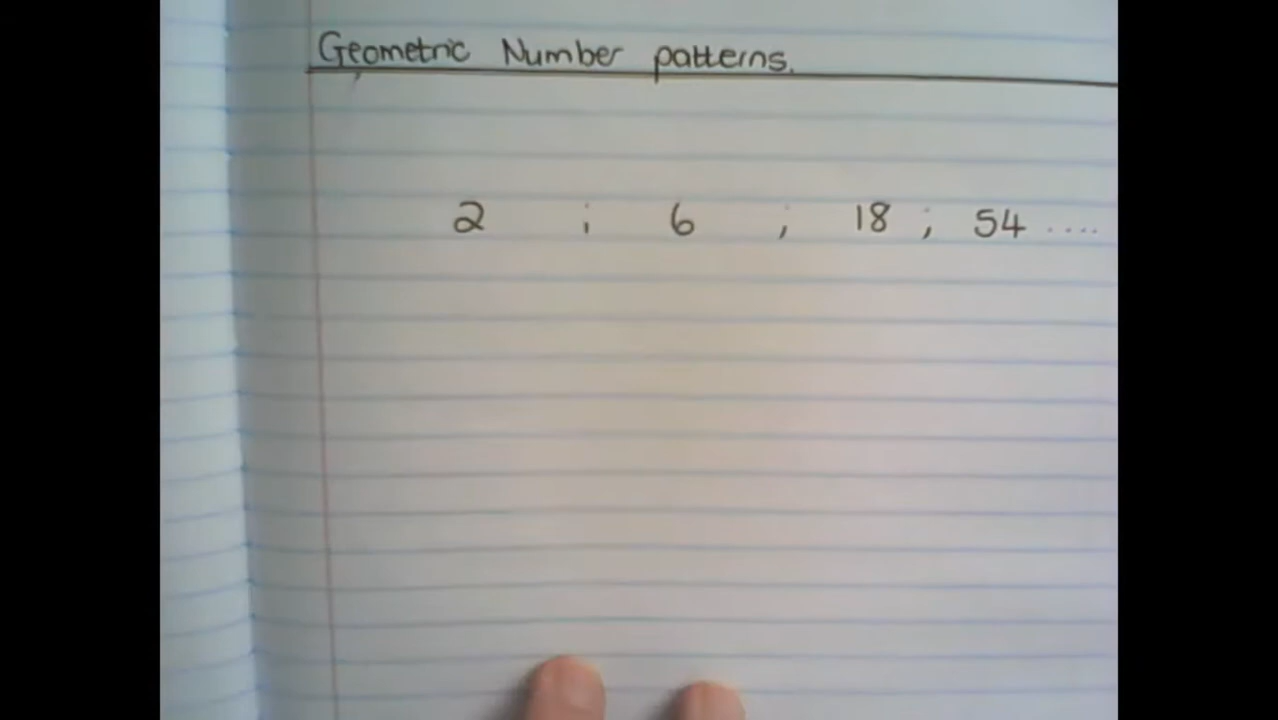 Geometric Number patterns.
2 ; 6 ; 18 ; 54 ....